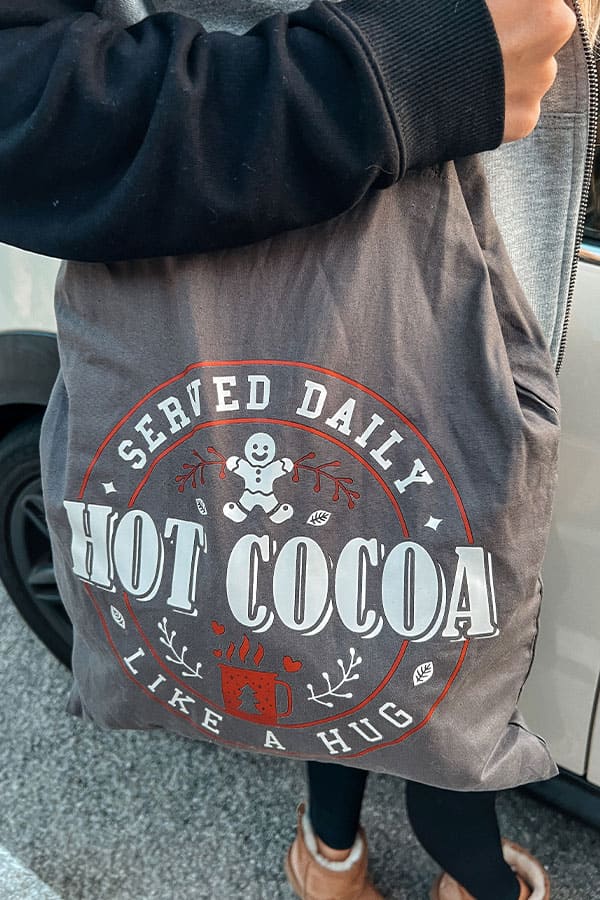 SERVED DAILY
HOT COCOA
LIKE A HUG